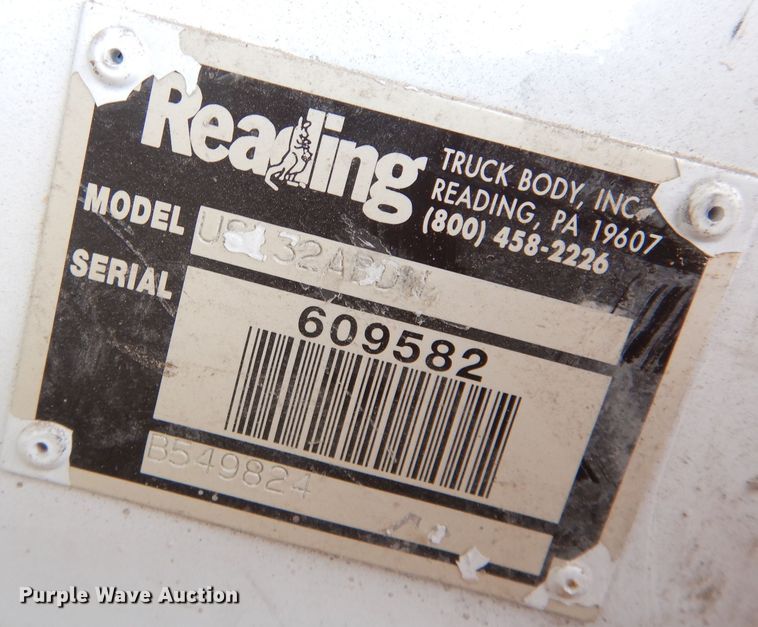 Reading
TRUCK BODY, INC.
READING, PA 19607
(800) 458-2226
MODEL
SERIAL
609582
B549824
Purple Wave Auction